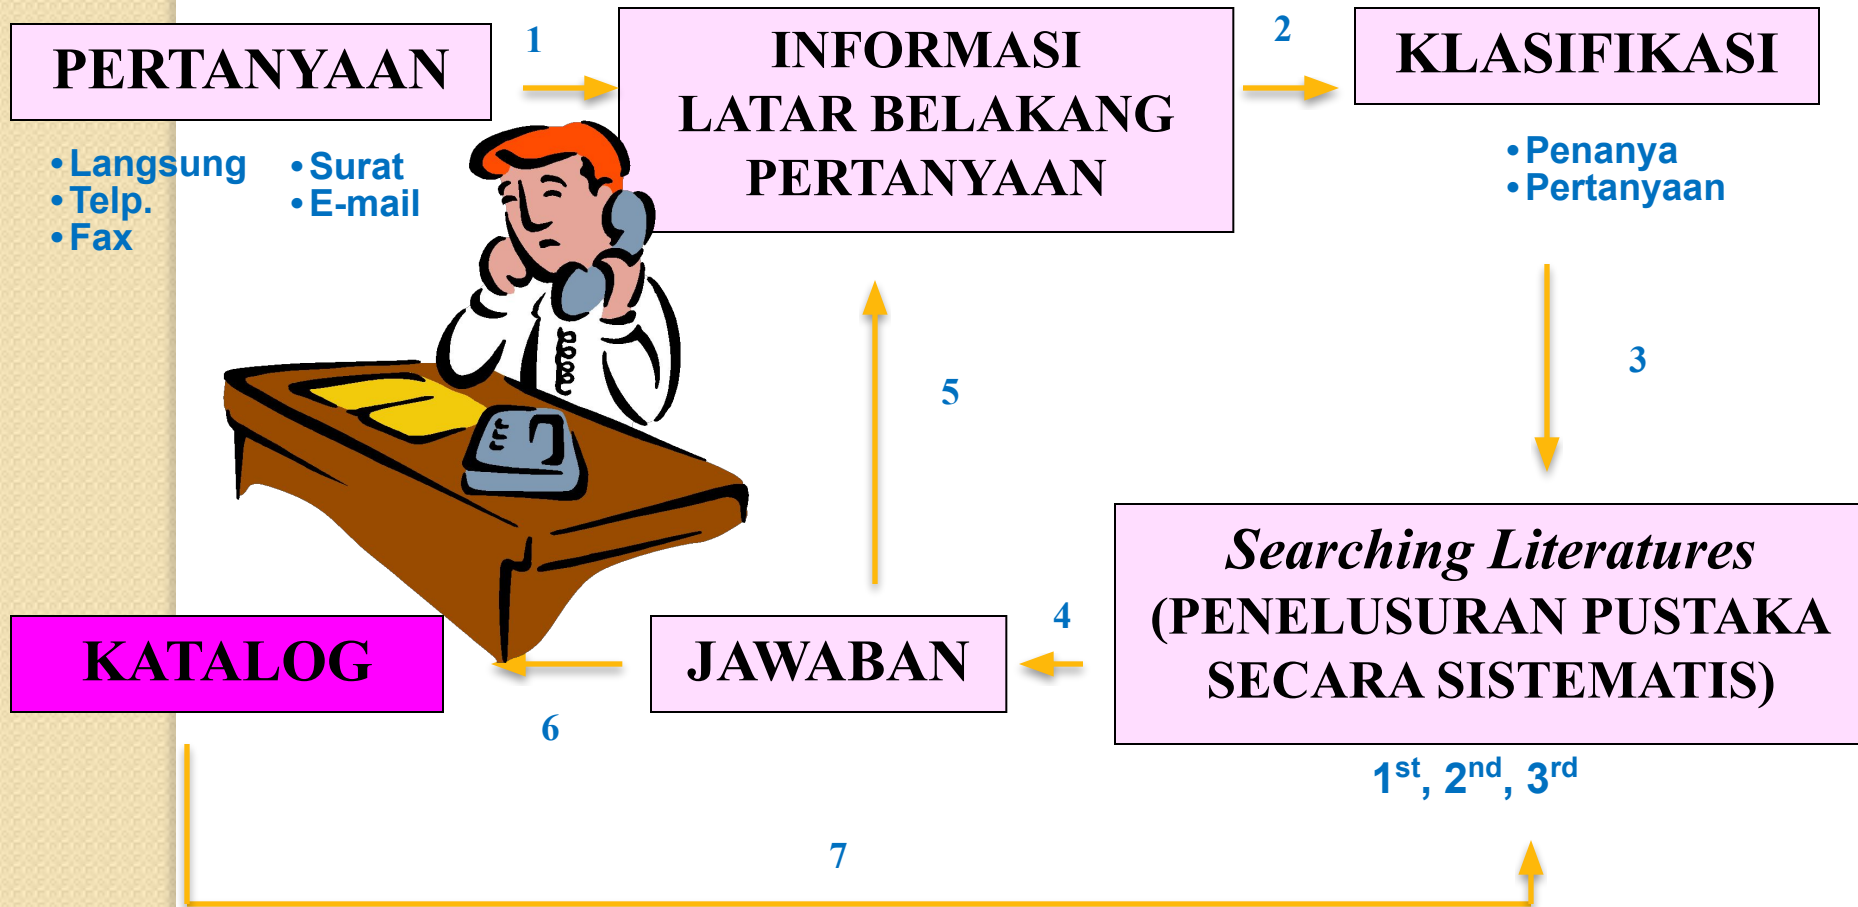 PERTANYAAN
• Langsung
• Telp.
• Fax
• Surat
• E-mail
1
INFORMASI
LATAR BELAKANG
PERTANYAAN
2
KLASIFIKASI
• Penanya
• Pertanyaan
3
Searching Literatures
(PENELUSURAN PUSTAKA
SECARA SISTEMATIS)
1st, 2nd, 3rd
4
JAWABAN
5
6
KATALOG
7